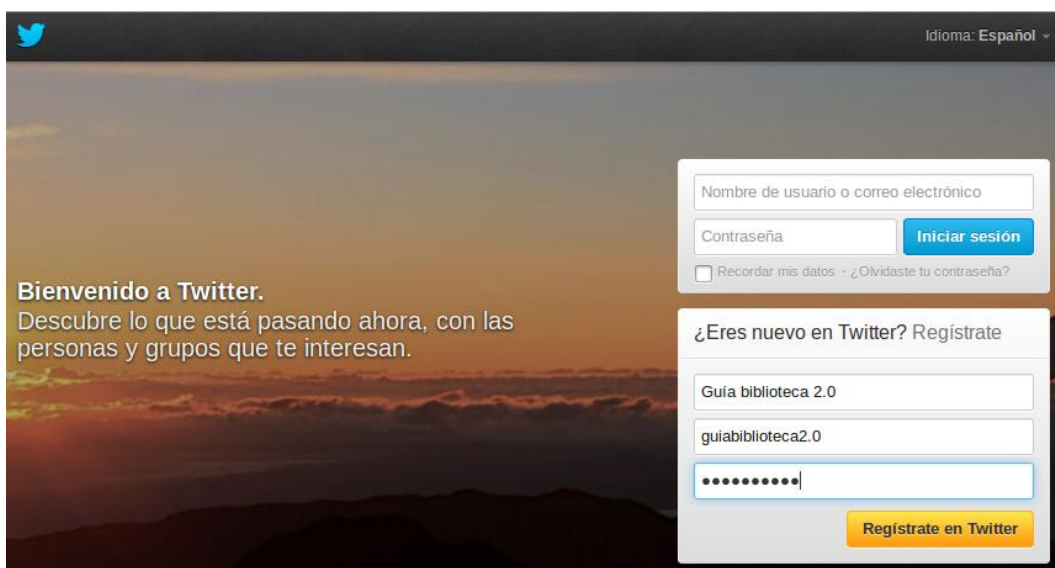 Idioma: Español
Nombre de usuario o correo electrónico
Contraseña
Iniciar sesión
Recordar mis datos · ¿Olvidaste tu contraseña?
Bienvenido a Twitter.
Descubre lo que está pasando ahora, con las
personas y grupos que te interesan.
¿Eres nuevo en Twitter? Regístrate
Guía biblioteca 2.0
guiabiblioteca2.0
●●●●●●●●●●
Regístrate en Twitter